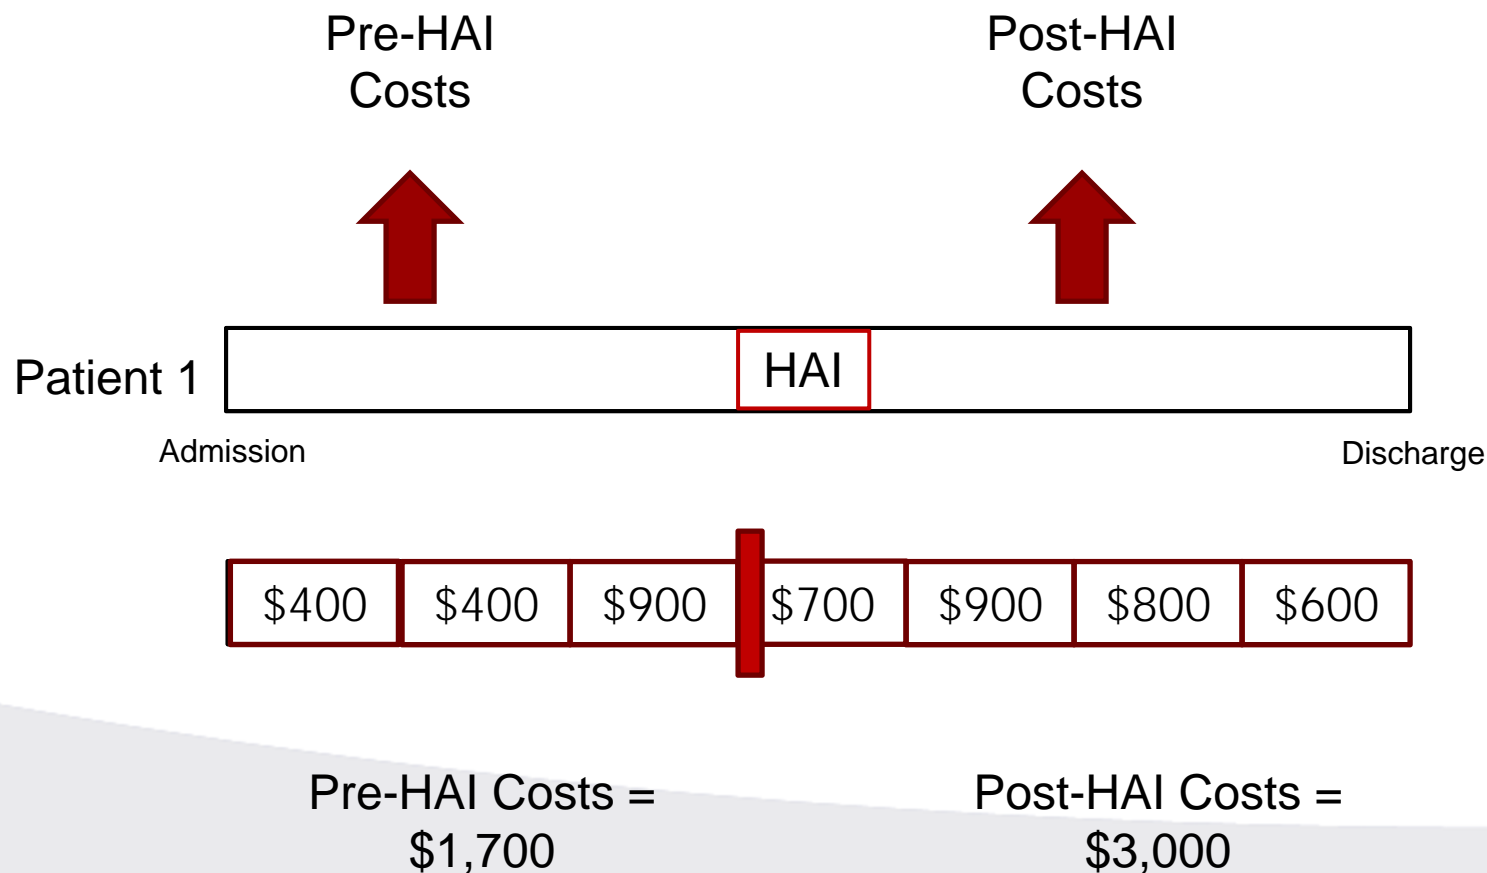 Pre-HAI
Costs
Post-HAI
Costs
Patient 1
HAI
Admission
Discharge
$400 $400 $900 $700 $900 $800 $600
Pre-HAI Costs =
$1,700
Post-HAI Costs =
$3,000